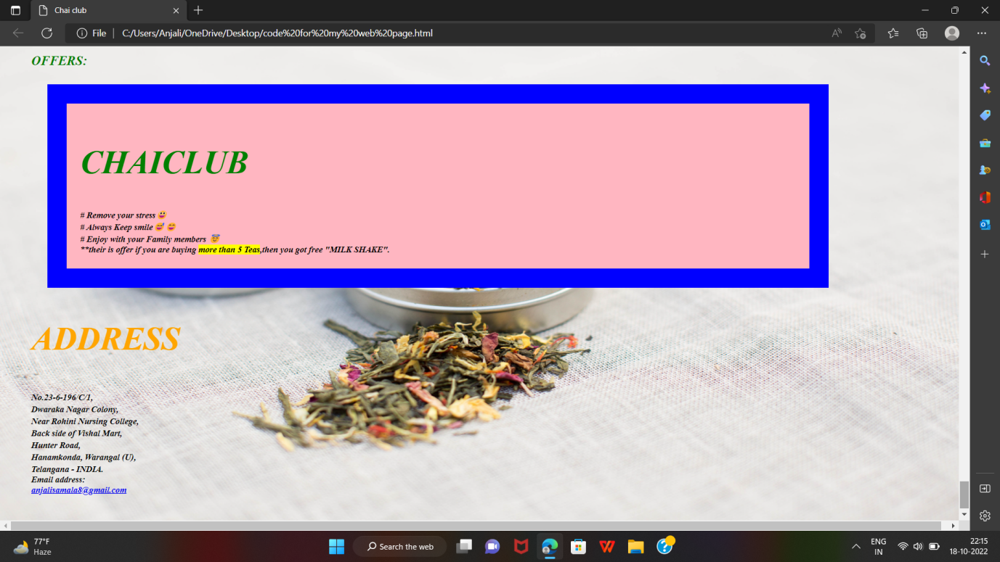 Chai club
File
C:/Users/Anjali/OneDrive/Desktop/code%20for%20my%20web%20page.html
OFFERS:
CHAICLUB
# Remove your stress 😃
# Always Keep smile 😅 😄
# Enjoy with your Family members 😇
**their is offer if you are buying more than 5 Teas,then you got free "MILK SHAKE".
ADDRESS
No.23-6-196/C/1,
Dwaraka Nagar Colony,
Near Rohini Nursing College,
Back side of Vishal Mart,
Hunter Road,
Hanamkonda, Warangal (U),
Telangana - INDIA.
Email address:
anjalisamala8@gmail.com
77°F
Haze
Search the web
ENG
IN
22:15
18-10-2022